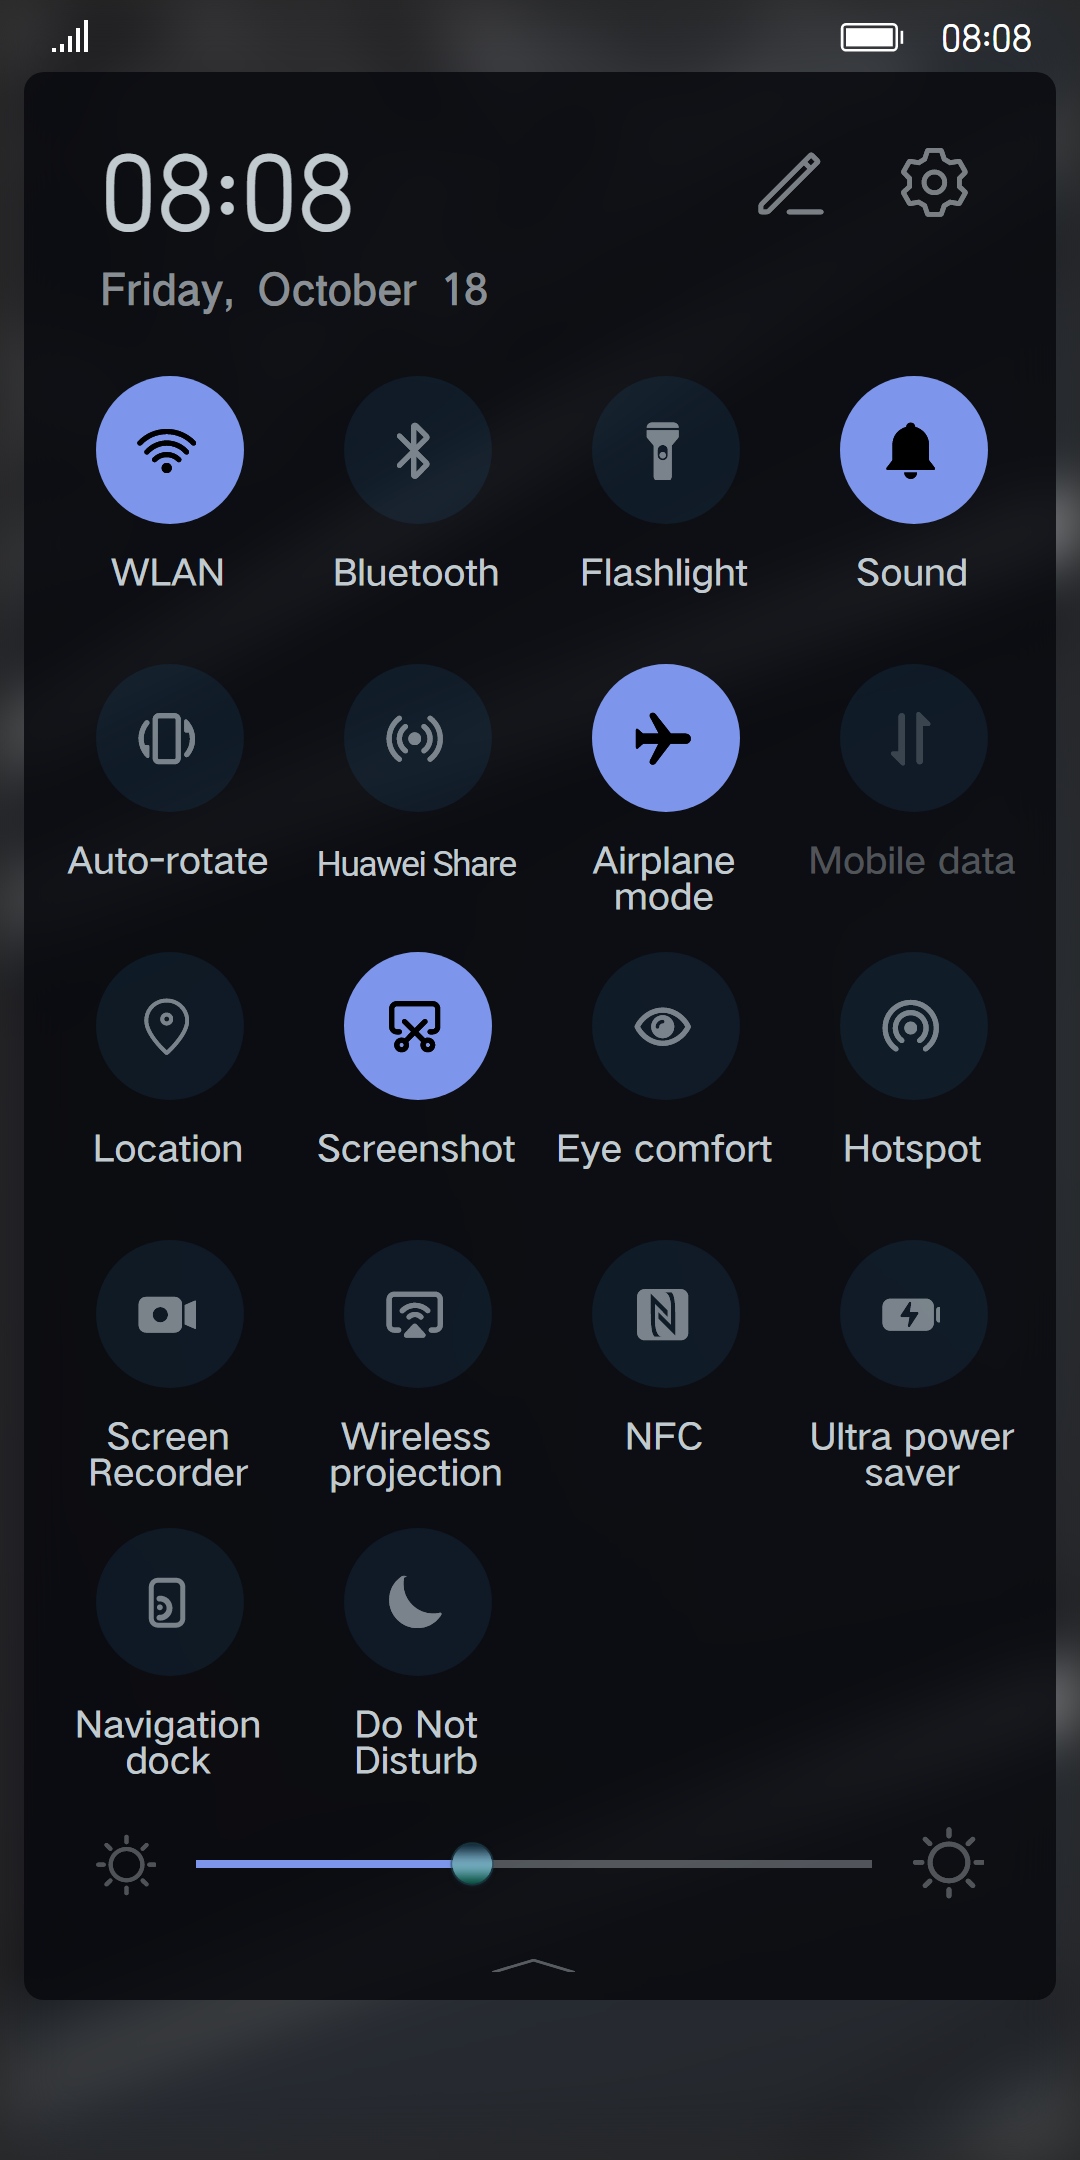 08:08
08:08
Friday, October 18
WLAN
Bluetooth
Flashlight
Sound
Auto-rotate
Huawei Share
Airplane
mode
Mobile data
Location
Screenshot
Eye comfort
Hotspot
Screen
Recorder
Wireless
projection
NFC
Ultra power
saver
Navigation
dock
Do Not
Disturb